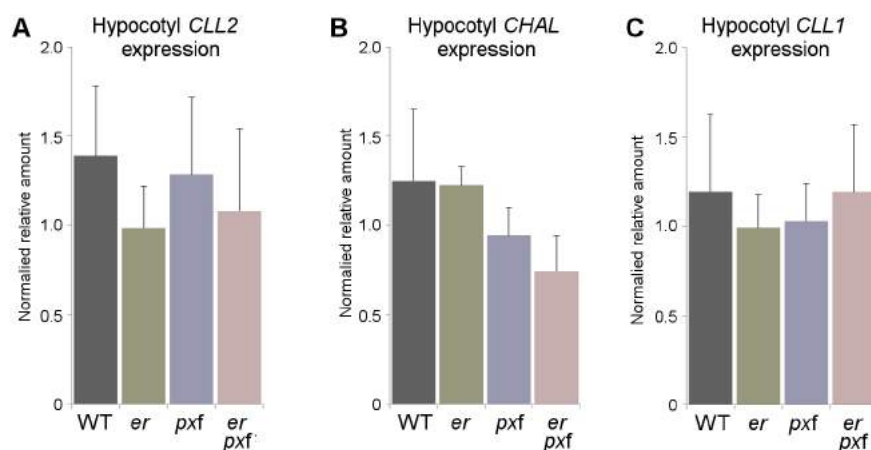 A
Hypocotyl CLL2
expression
Normalied relative amount
2.0
1.5
1.0
0.5
0
WT er pxf er
pxf
B
Hypocotyl CHAL
expression
Normalied relative amount
2.0
1.5
1.0
0.5
0
WT er pxf er
pxf
C
Hypocotyl CLL1
expression
Normalied relative amount
2.0
1.5
1.0
0.5
0
WT er pxf er
pxf